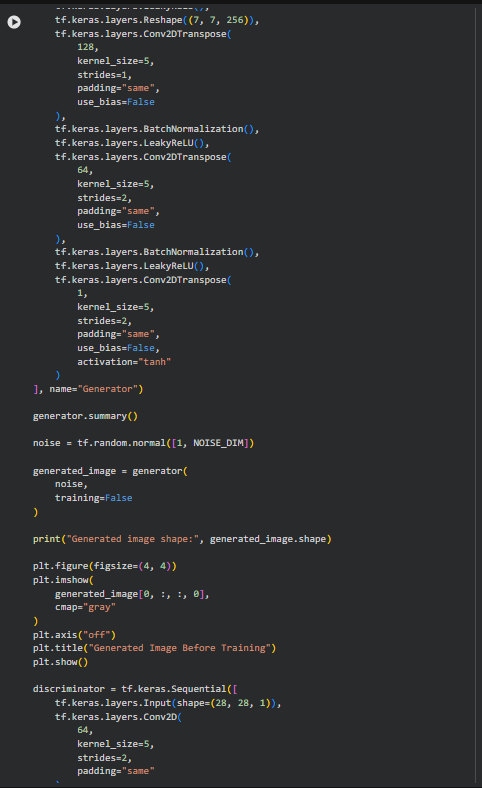 tf.keras.layers.LeakyReLU(),
tf.keras.layers.Reshape((7, 7, 256)),
tf.keras.layers.Conv2DTranspose(
128,
kernel_size=5,
strides=1,
padding="same",
use_bias=False
),
tf.keras.layers.BatchNormalization(),
tf.keras.layers.LeakyReLU(),
tf.keras.layers.Conv2DTranspose(
64,
kernel_size=5,
strides=2,
padding="same",
use_bias=False
),
tf.keras.layers.BatchNormalization(),
tf.keras.layers.LeakyReLU(),
tf.keras.layers.Conv2DTranspose(
1,
kernel_size=5,
strides=2,
padding="same",
use_bias=False,
activation="tanh"
)
], name="Generator")
generator.summary()
noise = tf.random.normal([1, NOISE_DIM])
generated_image = generator(
noise,
training=False
)
print("Generated image shape:", generated_image.shape)
plt.figure(figsize=(4, 4))
plt.imshow(
generated_image[0, :, :, 0],
cmap="gray"
)
plt.axis("off")
plt.title("Generated Image Before Training")
plt.show()
discriminator = tf.keras.Sequential([
tf.keras.layers.Input(shape=(28, 28, 1)),
tf.keras.layers.Conv2D(
64,
kernel_size=5,
strides=2,
padding="same"